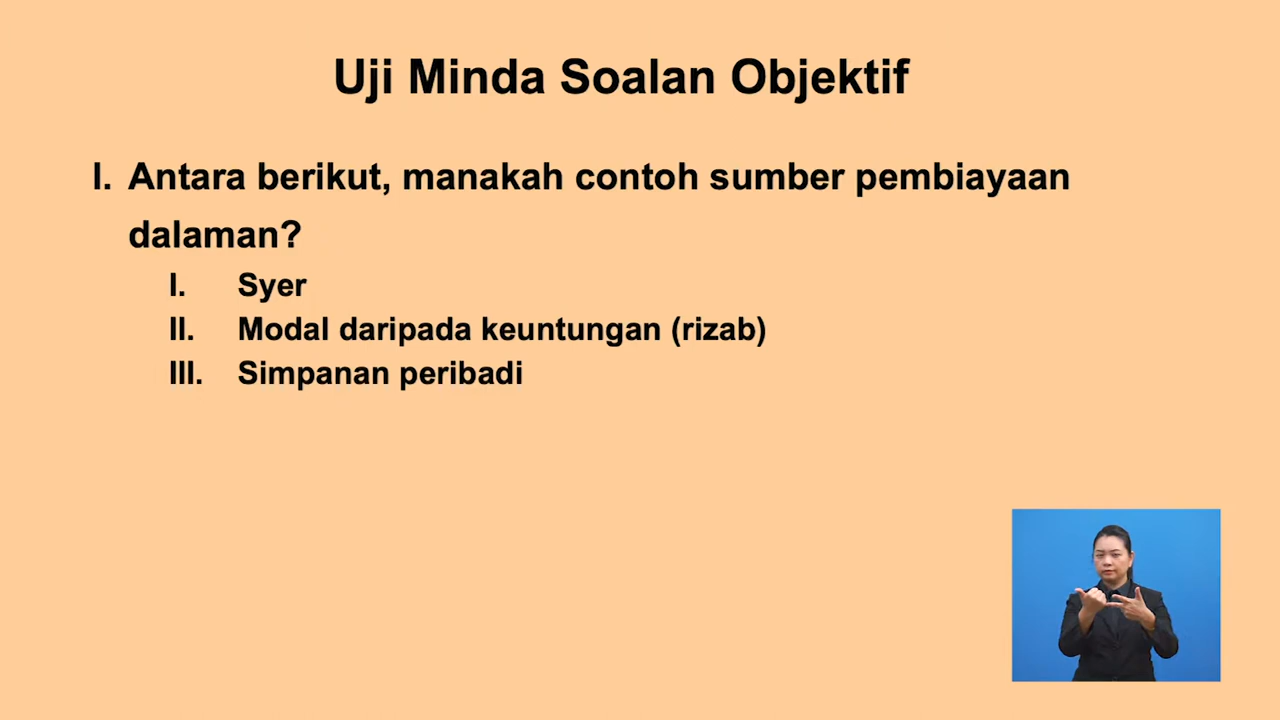 Uji Minda Soalan Objektif
I. Antara berikut, manakah contoh sumber pembiayaan
dalaman?
I. Syer
II. Modal daripada keuntungan (rizab)
III. Simpanan peribadi